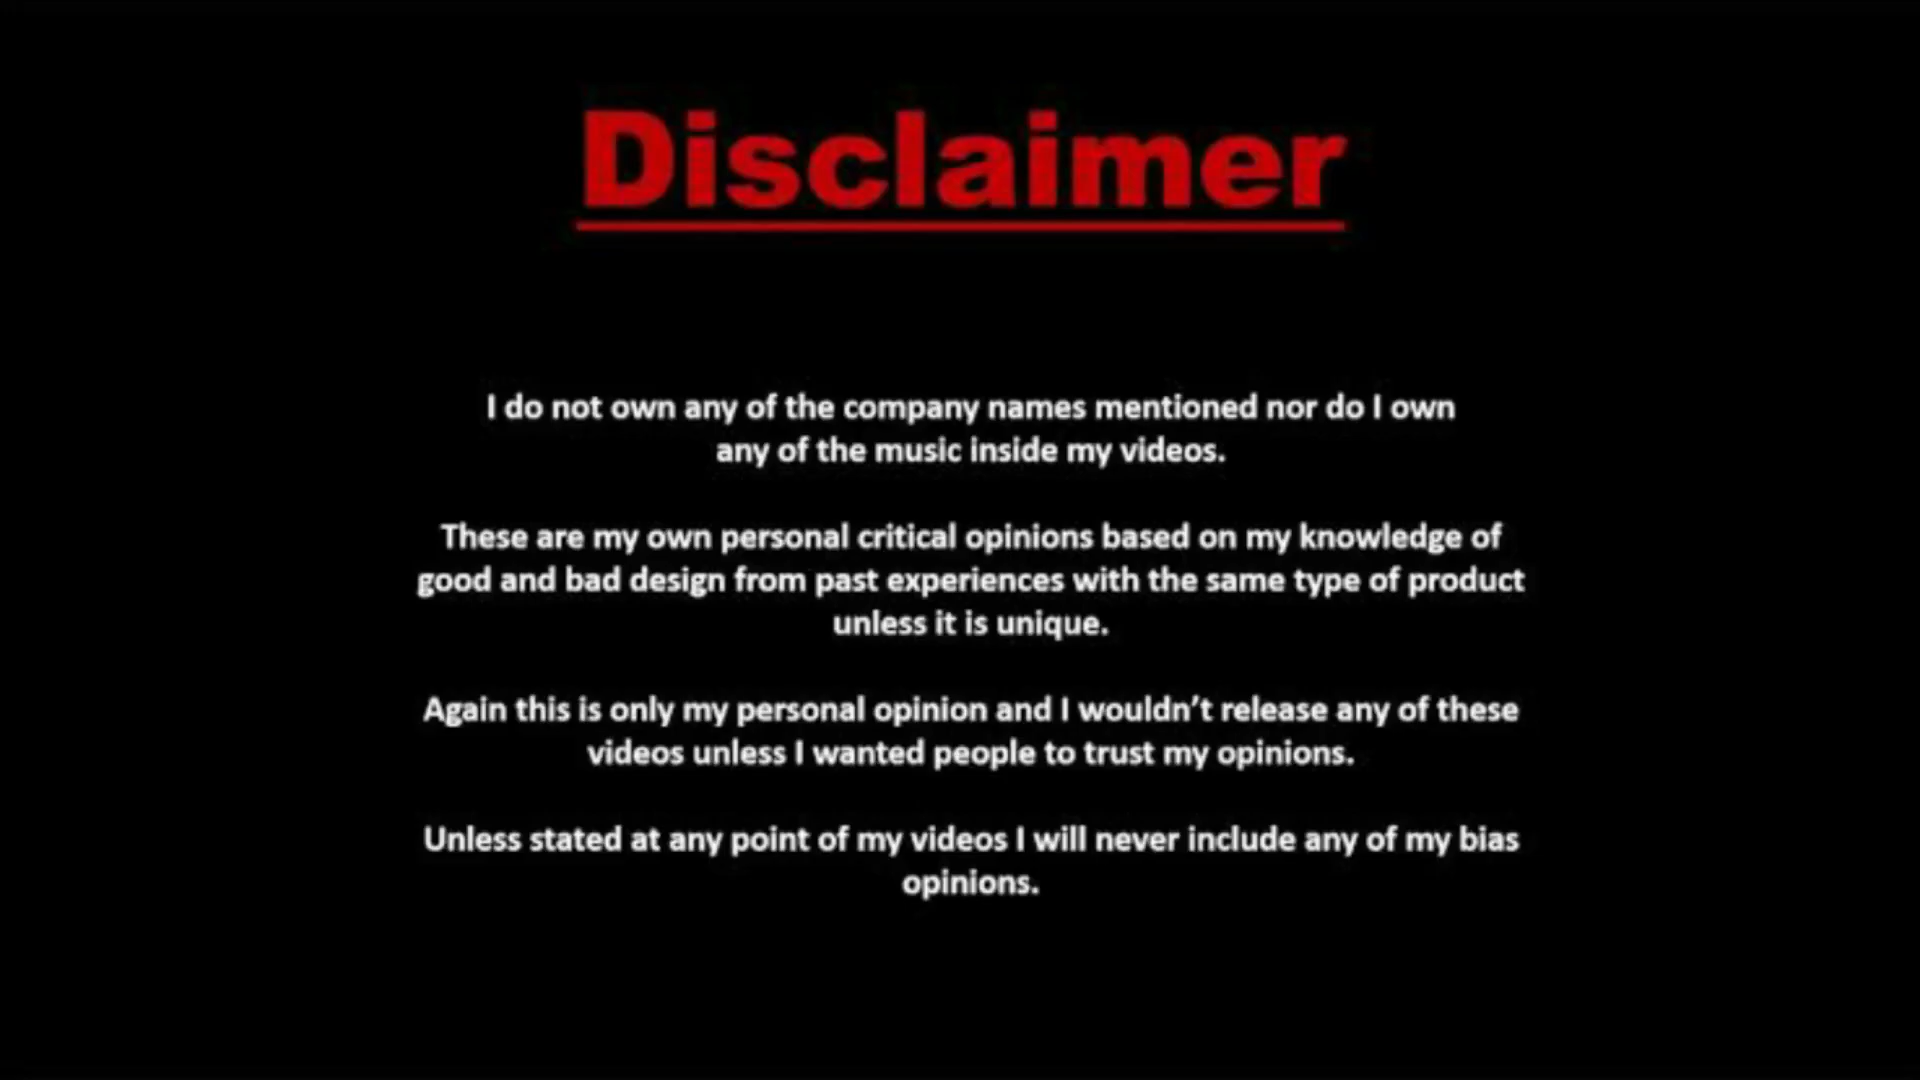 Disclaimer
I do not own any of the company names mentioned nor do I own
any of the music inside my videos.
These are my own personal critical opinions based on my knowledge of
good and bad design from past experiences with the same type of product
unless it is unique.
Again this is only my personal opinion and I wouldn’t release any of these
videos unless I wanted people to trust my opinions.
Unless stated at any point of my videos I will never include any of my bias
opinions.